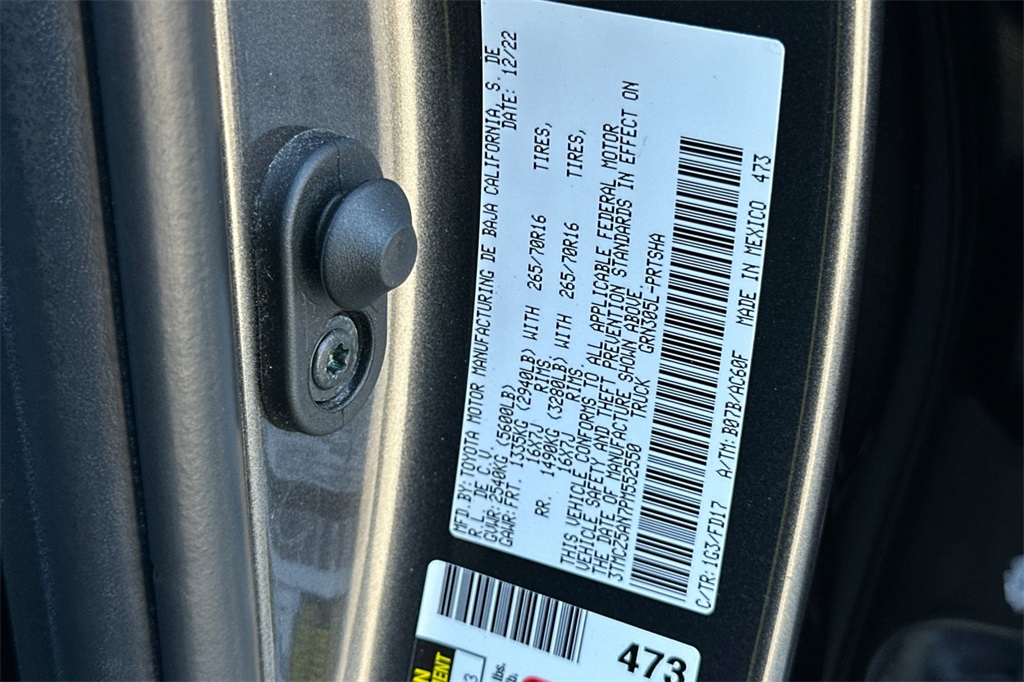 MFD.BY: TOYOTA MOTOR MANUFACTURING DE BAJA CALIFORNIA, S. DE
R.L. DE C.V. DATE: 12/22
GVWR: 2540KG (5600LB)
GAWR: FRT. 1335KG (2940LB) WITH 265/70R16 TIRES,
16X7J RIMS
RR. 1490KG (3280LB) WITH 265/70R16 TIRES,
16X7J RIMS.
THIS VEHICLE CONFORMS TO ALL APPLICABLE FEDERAL MOTOR
VEHICLE SAFETY AND THEFT PREVENTION STANDARDS IN EFFECT ON
THE DATE OF MANUFACTURE SHOWN ABOVE.
3TMCZ5AN7PM552550 TRUCK GRN305L-PRTSHA
C/TR: 1G3/FD17 A/TM: B07B/AC60F MADE IN MEXICO 473
473
lbs.